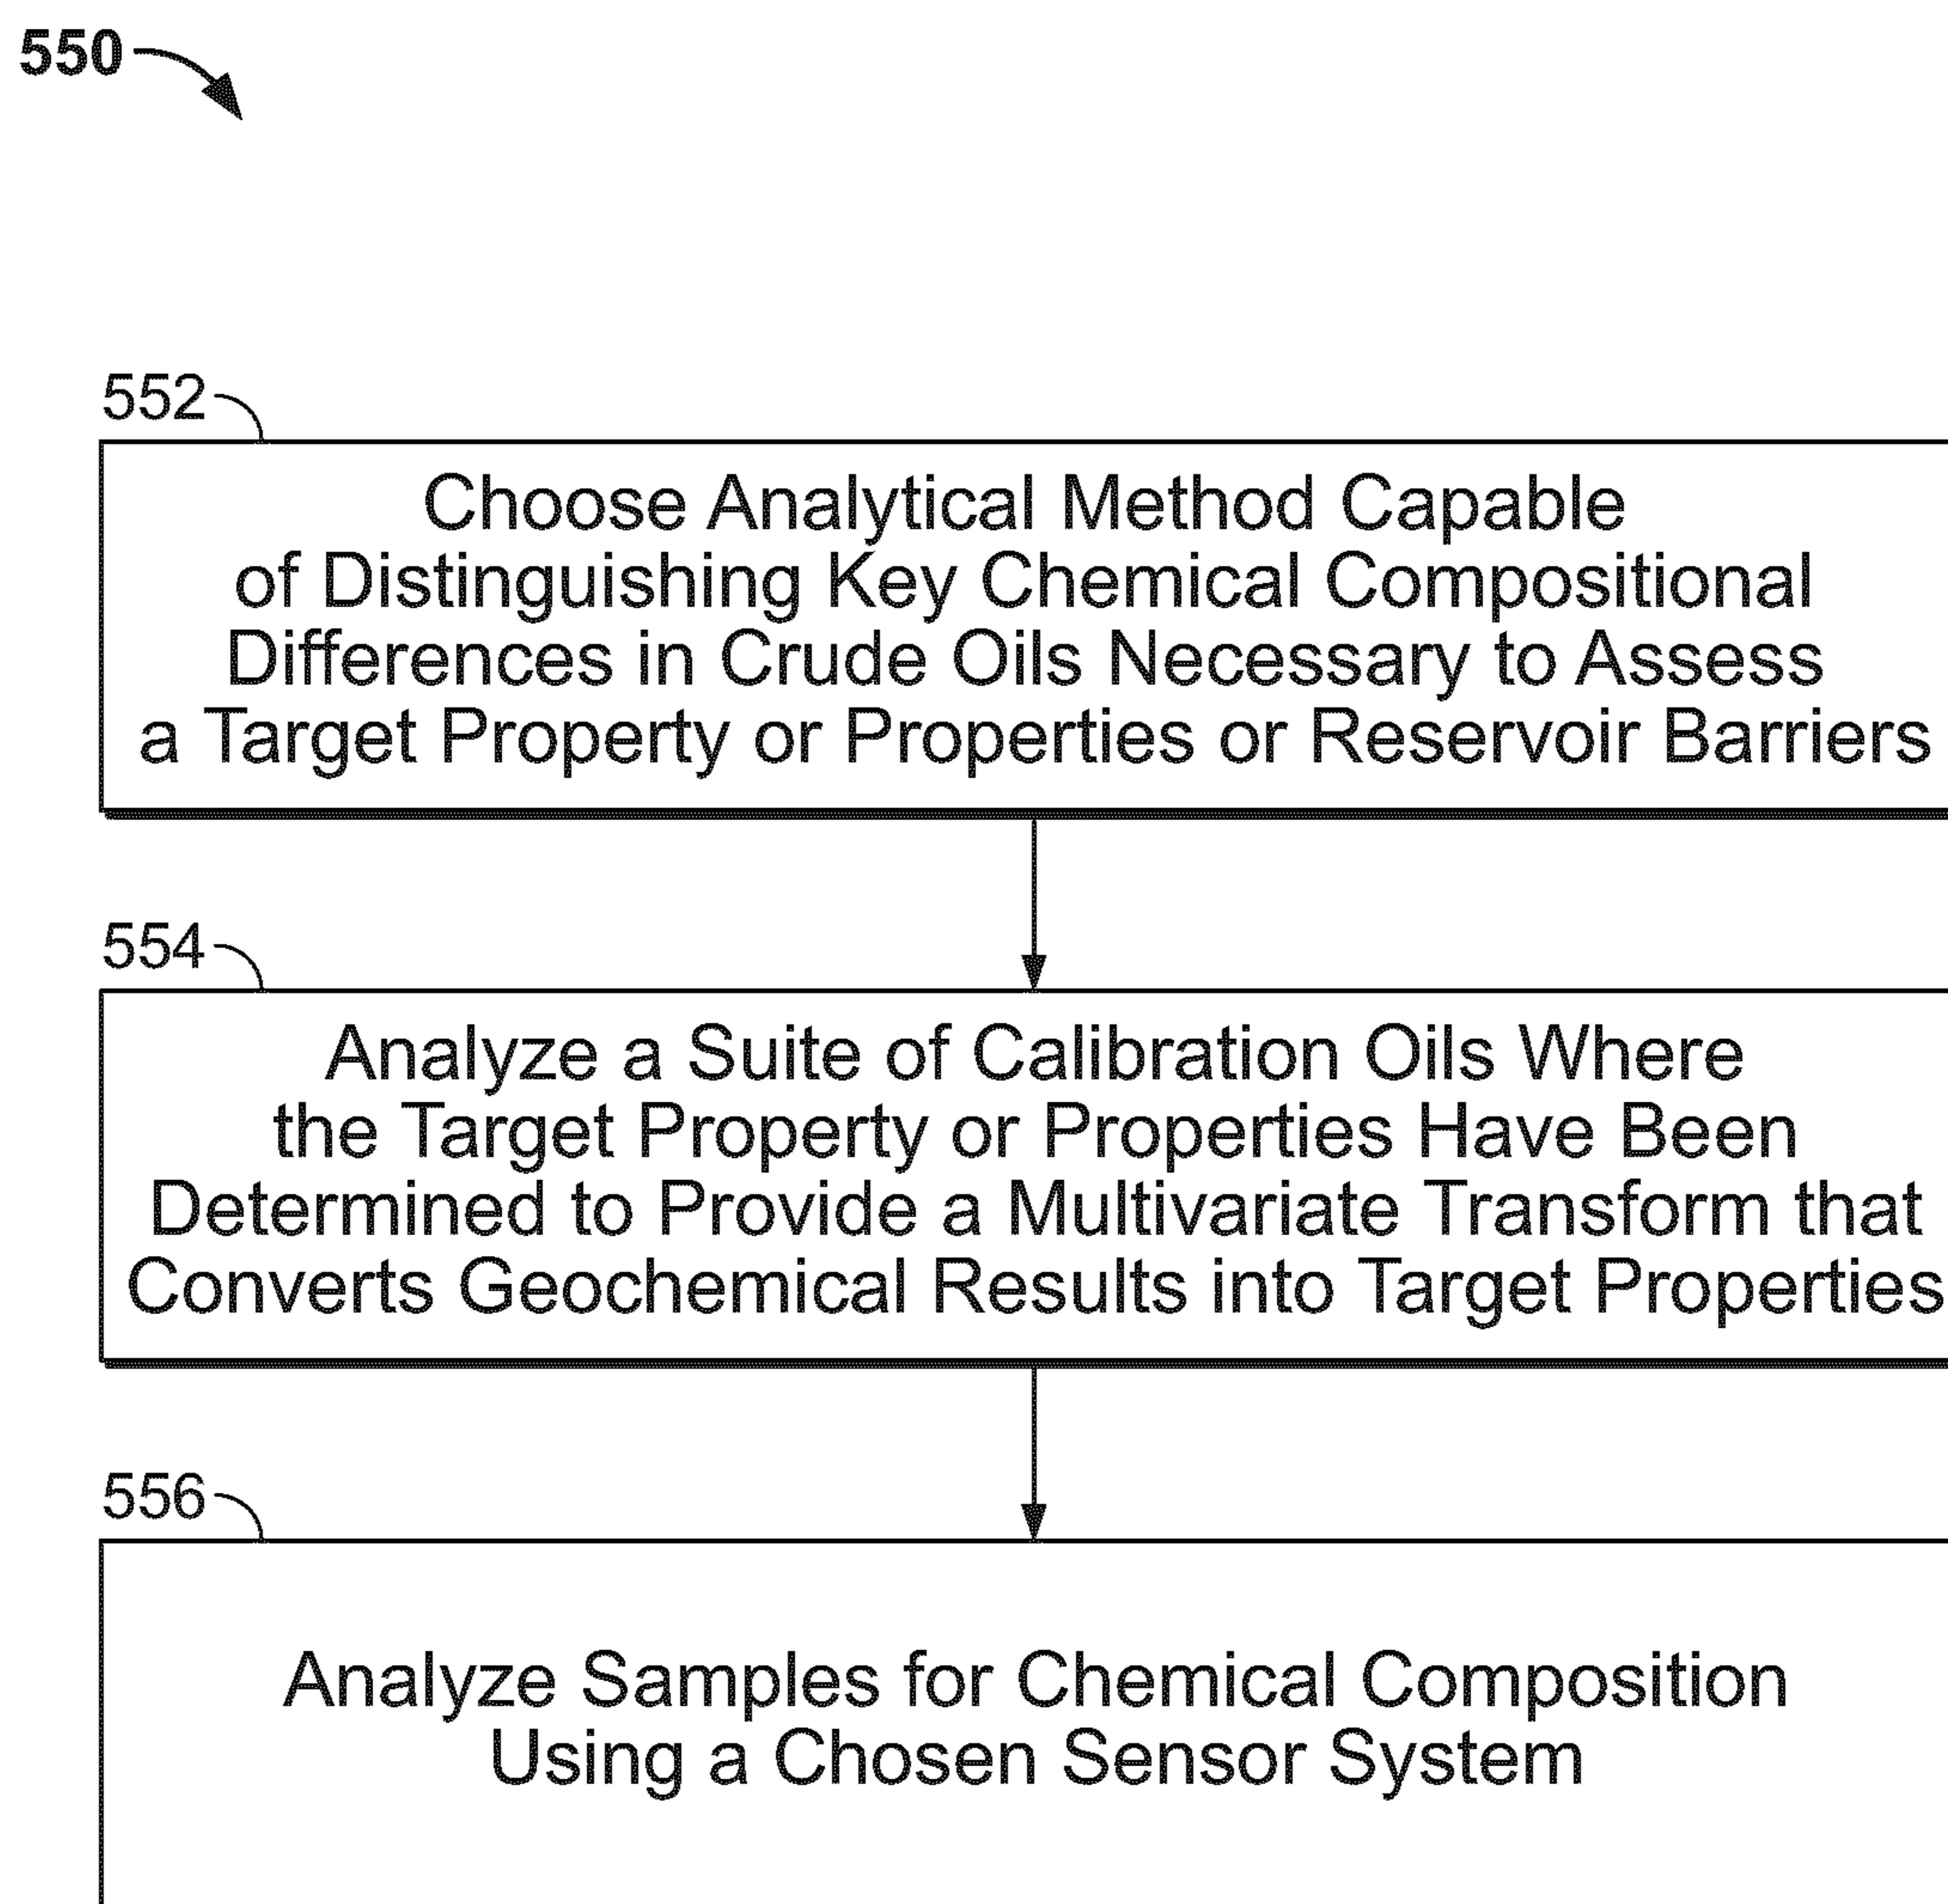 550
552
Choose Analytical Method Capable
of Distinguishing Key Chemical Compositional
Differences in Crude Oils Necessary to Assess
a Target Property or Properties or Reservoir Barriers
554
Analyze a Suite of Calibration Oils Where
the Target Property or Properties Have Been
Determined to Provide a Multivariate Transform that
Converts Geochemical Results into Target Properties
556
Analyze Samples for Chemical Composition
Using a Chosen Sensor System